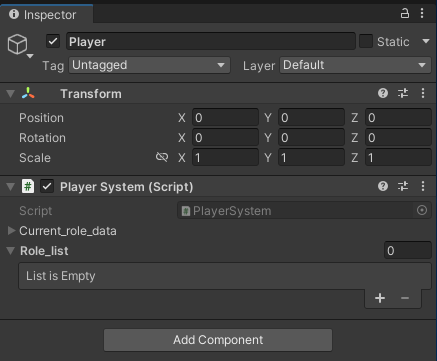 Inspector
Player
Static
Tag Untagged Layer Default
Transform
Position X 0 Y 0 Z 0
Rotation X 0 Y 0 Z 0
Scale X 1 Y 1 Z 1
# Player System (Script)
Script # PlayerSystem
Current_role_data
Role_list 0
List is Empty
+ −
Add Component